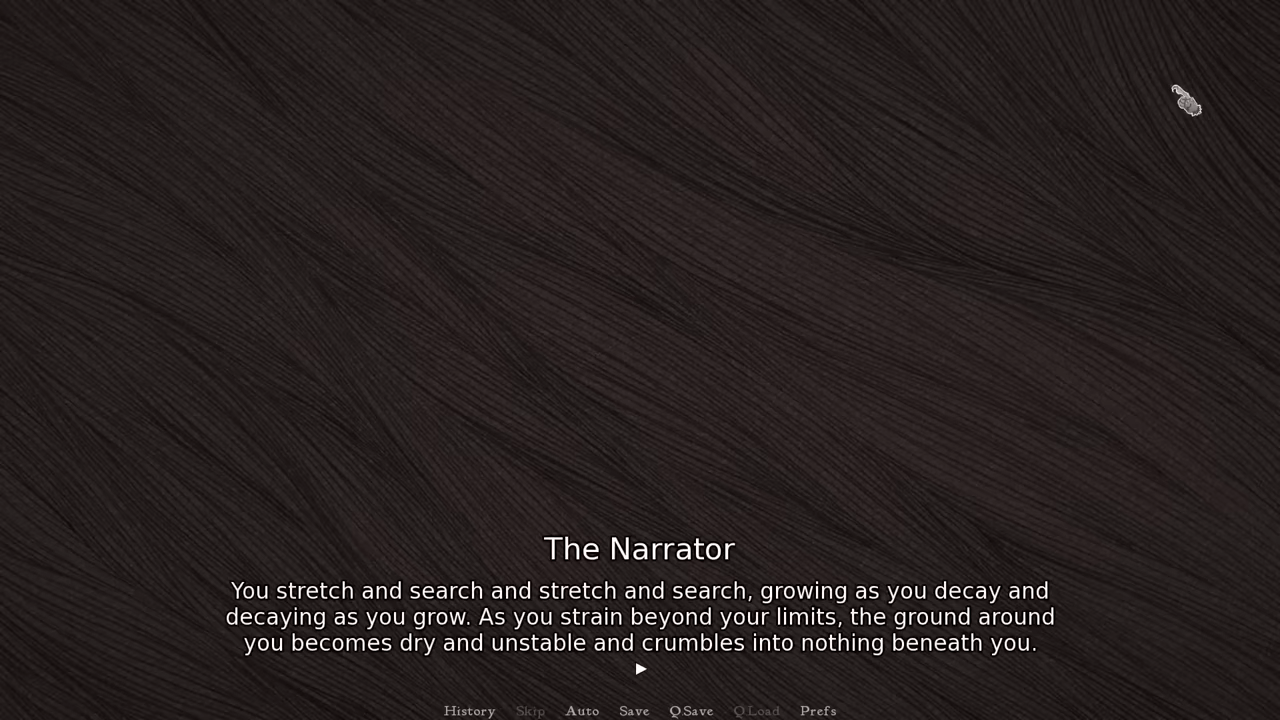 The Narrator
You stretch and search and stretch and search, growing as you decay and
decaying as you grow. As you strain beyond your limits, the ground around
you becomes dry and unstable and crumbles into nothing beneath you.
History Skip Auto Save Q.Save Q.Load Prefs